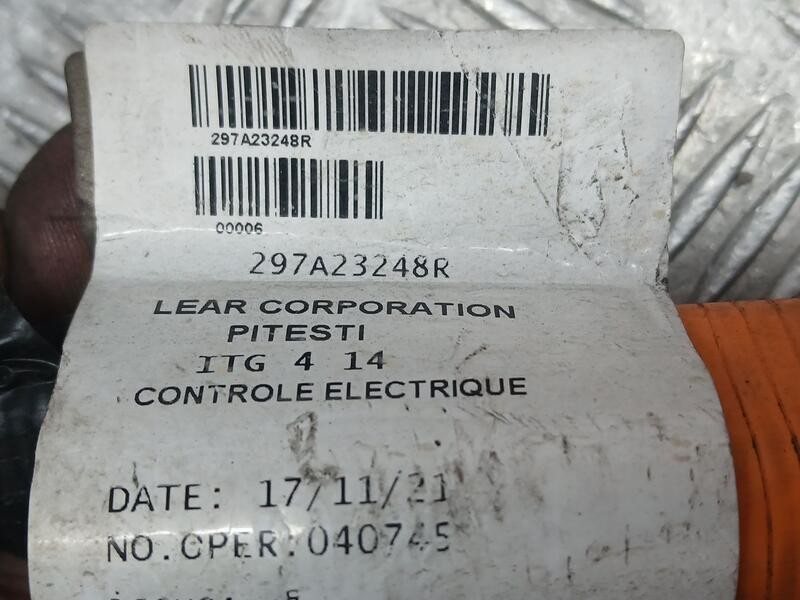 297A23248R
00006
297A23248R
LEAR CORPORATION
PITESTI
ITG 4 14
CONTROLE ELECTRIQUE
DATE: 17/11/21
NO.OPER:040745